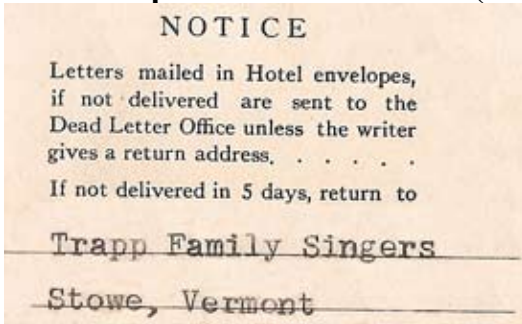 NOTICE
Letters mailed in Hotel envelopes,
if not delivered are sent to the
Dead Letter Office unless the writer
gives a return address. . . . . .
If not delivered in 5 days, return to
Trapp Family Singers
Stowe, Vermont